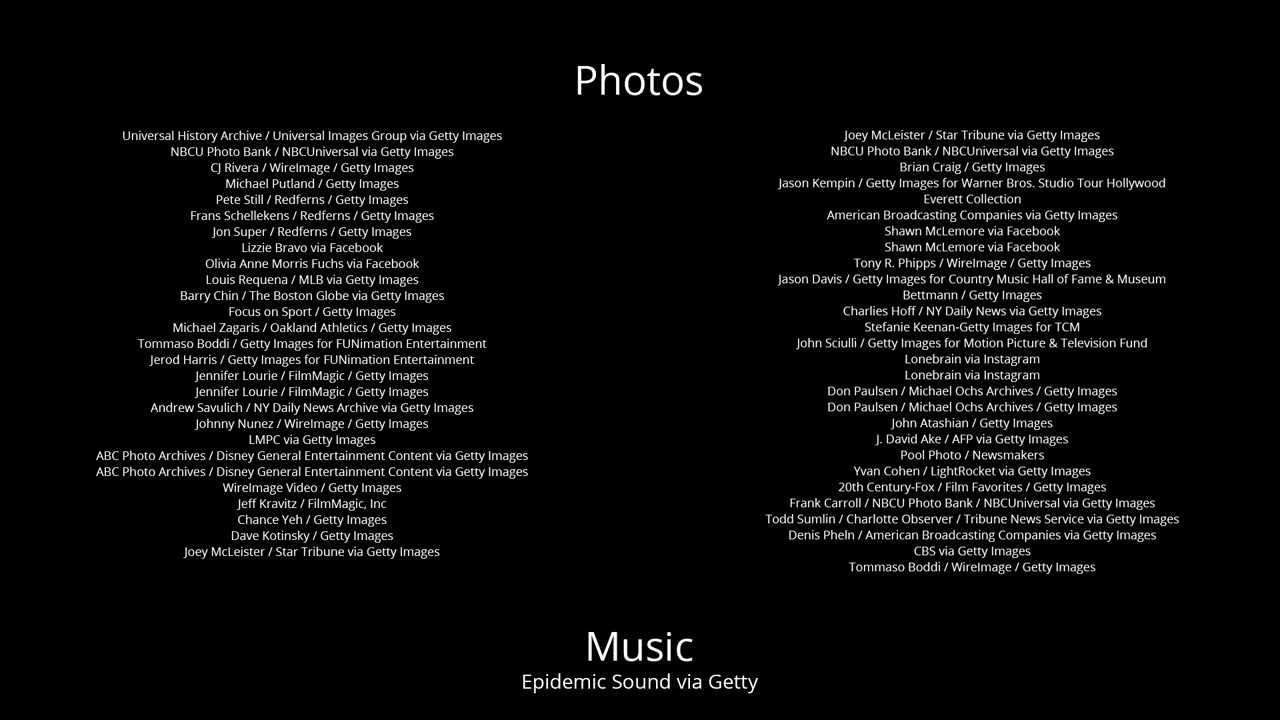 Photos
Universal History Archive / Universal Images Group via Getty Images
NBCU Photo Bank / NBCUniversal via Getty Images
CJ Rivera / WireImage / Getty Images
Michael Putland / Getty Images
Pete Still / Redferns / Getty Images
Frans Schellekens / Redferns / Getty Images
Jon Super / Redferns / Getty Images
Lizzie Bravo via Facebook
Olivia Anne Morris Fuchs via Facebook
Louis Requena / MLB via Getty Images
Barry Chin / The Boston Globe via Getty Images
Focus on Sport / Getty Images
Michael Zagaris / Oakland Athletics / Getty Images
Tommaso Boddi / Getty Images for FUNimation Entertainment
Jerod Harris / Getty Images for FUNimation Entertainment
Jennifer Lourie / FilmMagic / Getty Images
Jennifer Lourie / FilmMagic / Getty Images
Andrew Savulich / NY Daily News Archive via Getty Images
Johnny Nunez / WireImage / Getty Images
LMPC via Getty Images
ABC Photo Archives / Disney General Entertainment Content via Getty Images
ABC Photo Archives / Disney General Entertainment Content via Getty Images
WireImage Video / Getty Images
Jeff Kravitz / FilmMagic, Inc
Chance Yeh / Getty Images
Dave Kotinsky / Getty Images
Joey McLeister / Star Tribune via Getty Images
Joey McLeister / Star Tribune via Getty Images
NBCU Photo Bank / NBCUniversal via Getty Images
Brian Craig / Getty Images
Jason Kempin / Getty Images for Warner Bros. Studio Tour Hollywood
Everett Collection
American Broadcasting Companies via Getty Images
Shawn McLemore via Facebook
Shawn McLemore via Facebook
Tony R. Phipps / WireImage / Getty Images
Jason Davis / Getty Images for Country Music Hall of Fame & Museum
Bettmann / Getty Images
Charlies Hoff / NY Daily News via Getty Images
Stefanie Keenan-Getty Images for TCM
John Sciulli / Getty Images for Motion Picture & Television Fund
Lonebrain via Instagram
Lonebrain via Instagram
Don Paulsen / Michael Ochs Archives / Getty Images
Don Paulsen / Michael Ochs Archives / Getty Images
John Atashian / Getty Images
J. David Ake / AFP via Getty Images
Pool Photo / Newsmakers
Yvan Cohen / LightRocket via Getty Images
20th Century-Fox / Film Favorites / Getty Images
Frank Carroll / NBCU Photo Bank / NBCUniversal via Getty Images
Todd Sumlin / Charlotte Observer / Tribune News Service via Getty Images
Denis Pheln / American Broadcasting Companies via Getty Images
CBS via Getty Images
Tommaso Boddi / WireImage / Getty Images
Music
Epidemic Sound via Getty